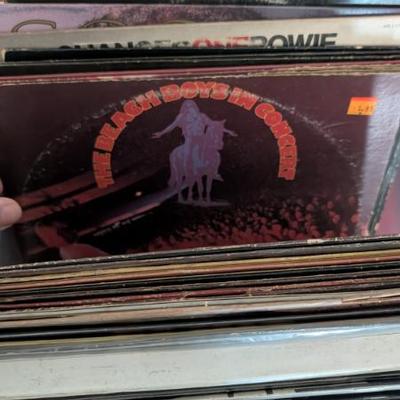 CHANGESONEBOWIE
THE BEACH BOYS IN CONCERT